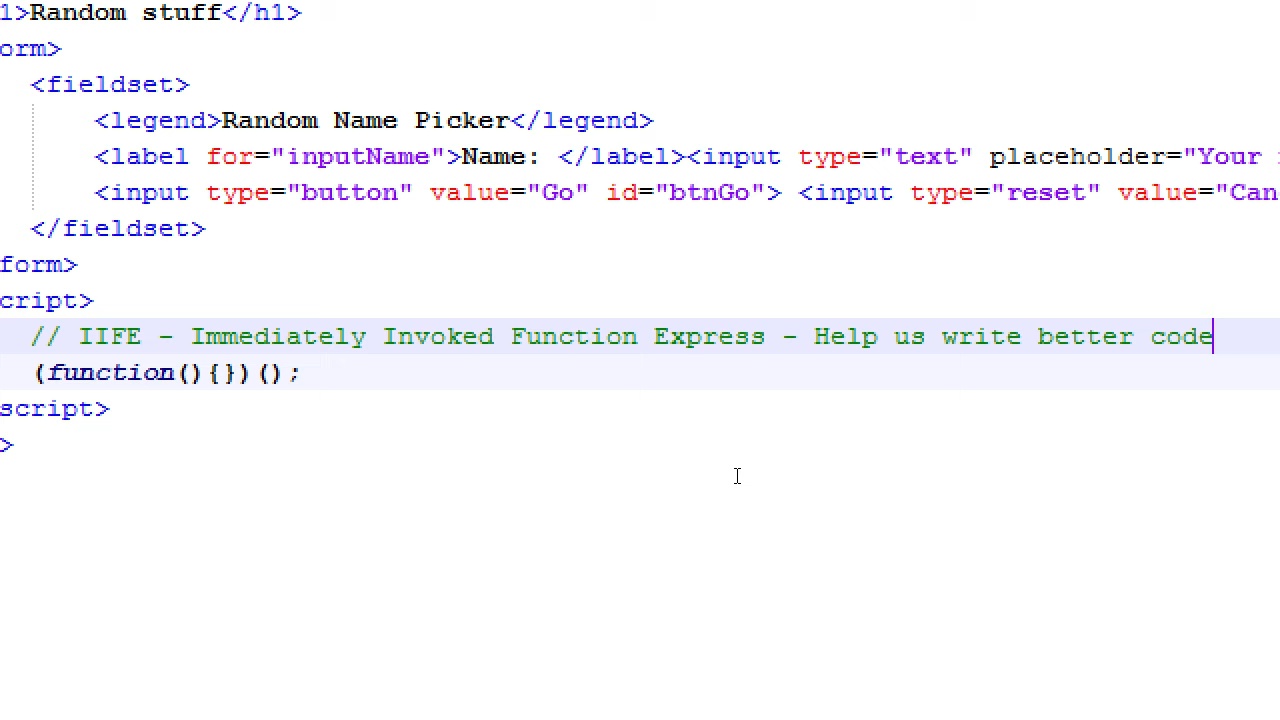 1>Random stuff</h1>
orm>
<fieldset>
<legend>Random Name Picker</legend>
<label for="inputName">Name: </label><input type="text" placeholder="Your
<input type="button" value="Go" id="btnGo"> <input type="reset" value="Can
</fieldset>
form>
cript>
// IIFE - Immediately Invoked Function Express - Help us write better code
(function(){})();
script>
>